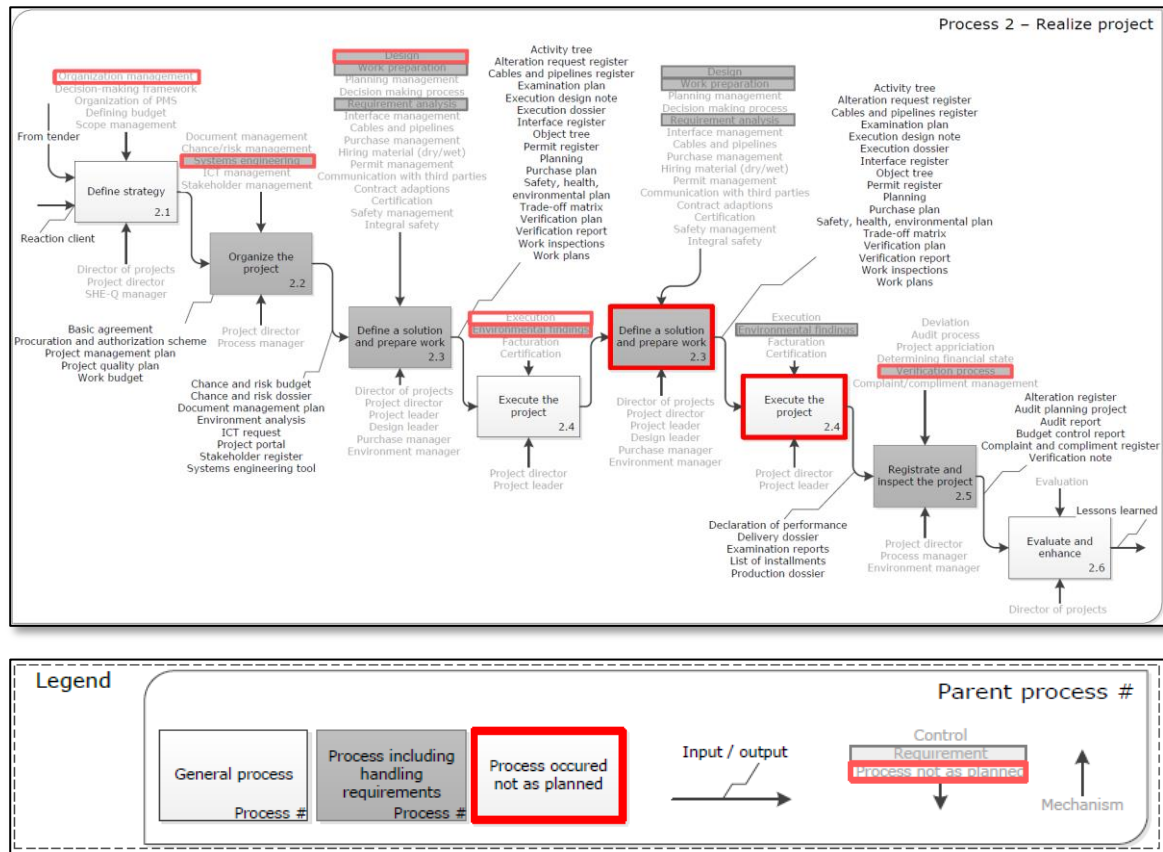 Process 2 – Realize project
Organization management
Decision-making framework
Organization of PMS
Defining budget
Scope management
From tender
Define strategy
2.1
Reaction client
Director of projects
Project director
SHE-Q manager
Document management
Chance/risk management
Systems engineering
ICT management
Stakeholder management
Organize the
project
2.2
Basic agreement
Procuration and authorization scheme
Project management plan
Project quality plan
Work budget
Project director
Process manager
Design
Work preparation
Planning management
Decision making process
Requirement analysis
Interface management
Cables and pipelines
Purchase management
Hiring material (dry/wet)
Permit management
Communication with third parties
Contract adaptions
Certification
Safety management
Integral safety
Define a solution
and prepare work
2.3
Chance and risk budget
Chance and risk dossier
Document management plan
Environment analysis
ICT request
Project portal
Stakeholder register
Systems engineering tool
Director of projects
Project director
Project leader
Design leader
Purchase manager
Environment manager
Activity tree
Alteration request register
Cables and pipelines register
Examination plan
Execution design note
Execution dossier
Interface register
Object tree
Permit register
Planning
Purchase plan
Safety, health,
environmental plan
Trade-off matrix
Verification plan
Verification report
Work inspections
Work plans
Execution
Environmental findings
Facturation
Certification
Execute the
project
2.4
Project director
Project leader
Design
Work preparation
Planning management
Decision making process
Requirement analysis
Interface management
Cables and pipelines
Purchase management
Hiring material (dry/wet)
Permit management
Communication with third parties
Contract adaptions
Certification
Safety management
Integral safety
Define a solution
and prepare work
2.3
Director of projects
Project director
Project leader
Design leader
Purchase manager
Environment manager
Activity tree
Alteration request register
Cables and pipelines register
Examination plan
Execution design note
Execution dossier
Interface register
Object tree
Permit register
Planning
Purchase plan
Safety, health, environmental plan
Trade-off matrix
Verification plan
Verification report
Work inspections
Work plans
Execution
Environmental findings
Facturation
Certification
Execute the
project
2.4
Project director
Project leader
Declaration of performance
Delivery dossier
Examination reports
List of installments
Production dossier
Deviation
Audit process
Project appriciation
Determining financial state
Verification process
Complaint/compliment management
Registrate and
inspect the project
2.5
Project director
Process manager
Environment manager
Alteration register
Audit planning project
Audit report
Budget control report
Complaint and compliment register
Verification note
Evaluation
Lessons learned
Evaluate and
enhance
2.6
Director of projects
Legend
Parent process #
General process
Process #
Process including
handling
requirements
Process #
Process occured
not as planned
Input / output
Control
Requirement
Process not as planned
Mechanism